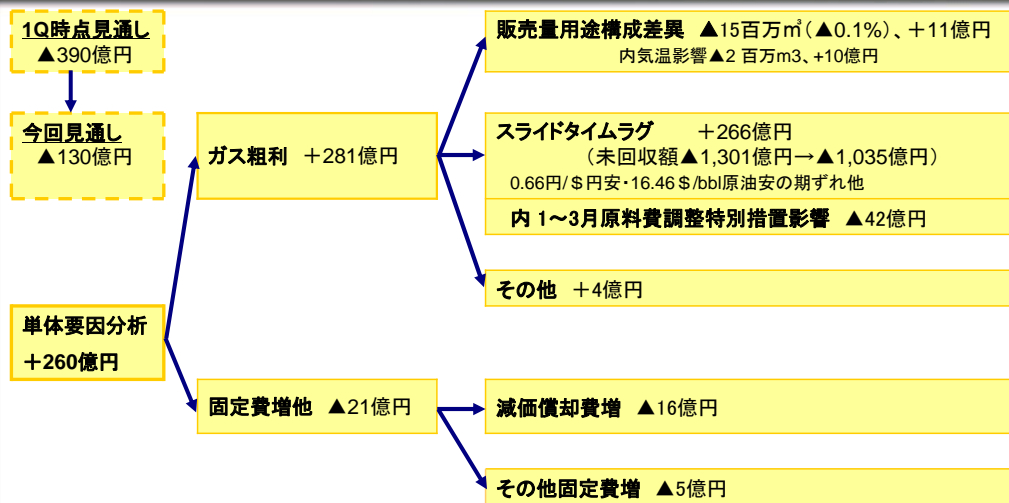 1Q時点見通し
▲390億円
今回見通し
▲130億円
単体要因分析
＋260億円
ガス粗利 ＋281億円
固定費増他 ▲21億円
販売量用途構成差異 ▲15百万㎥（▲0.1%）、＋11億円
内気温影響▲2 百万m3、+10億円
スライドタイムラグ ＋266億円
（未回収額▲1,301億円→▲1,035億円）
0.66円/＄円安・16.46＄/bbl原油安の期ずれ他
内 1～3月原料費調整特別措置影響 ▲42億円
その他 ＋4億円
減価償却費増 ▲16億円
その他固定費増 ▲5億円